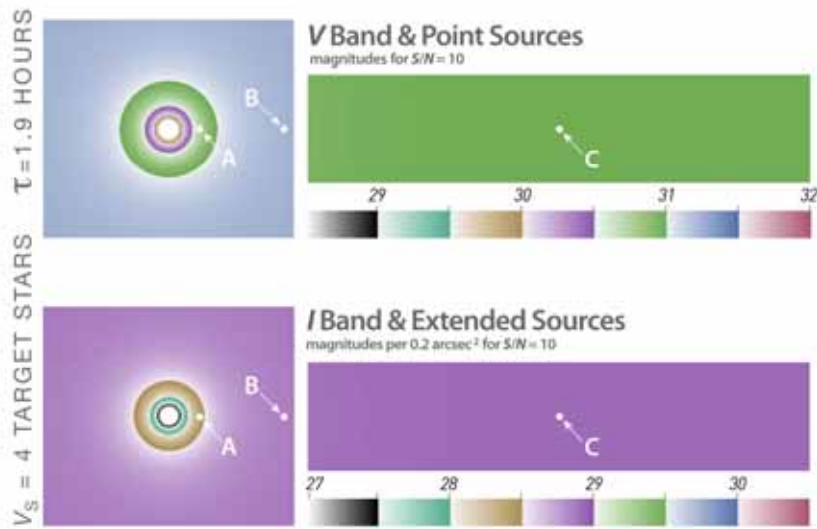 τ=1.9 HOURS
V Band & Point Sources
magnitudes for S/N = 10
B
A
C
29 30 31 32
V_S = 4 TARGET STARS
I Band & Extended Sources
magnitudes per 0.2 arcsec² for S/N = 10
B
A
C
27 28 29 30